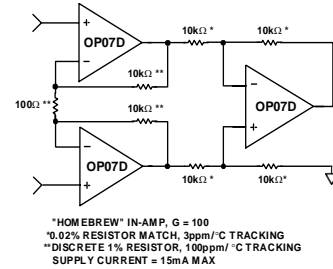 +
OP07D
−
10kΩ *
10kΩ *
10kΩ **
100Ω **
10kΩ **
−
OP07D
+
−
OP07D
+
10kΩ *
10kΩ*
"HOMEBREW" IN-AMP, G = 100
*0.02% RESISTOR MATCH, 3ppm/°C TRACKING
**DISCRETE 1% RESISTOR, 100ppm/ °C TRACKING
SUPPLY CURRENT = 15mA MAX